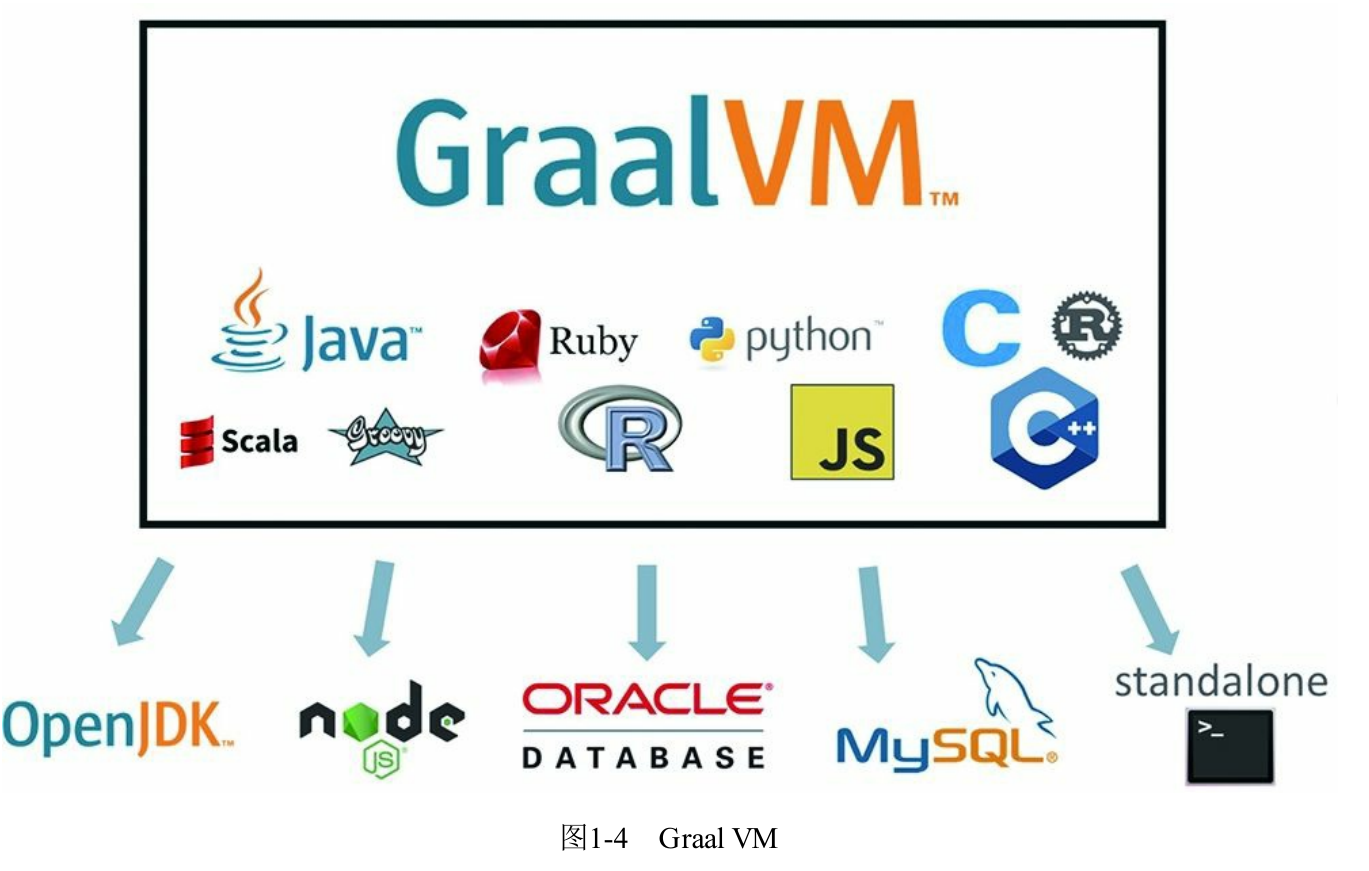 GraalVM™
Java™
Ruby
python™
C
R
Scala
Groovy
R
JS
C++
OpenJDK™
node
JS®
ORACLE®
DATABASE
MySQL®
standalone
>_
图1-4 Graal VM